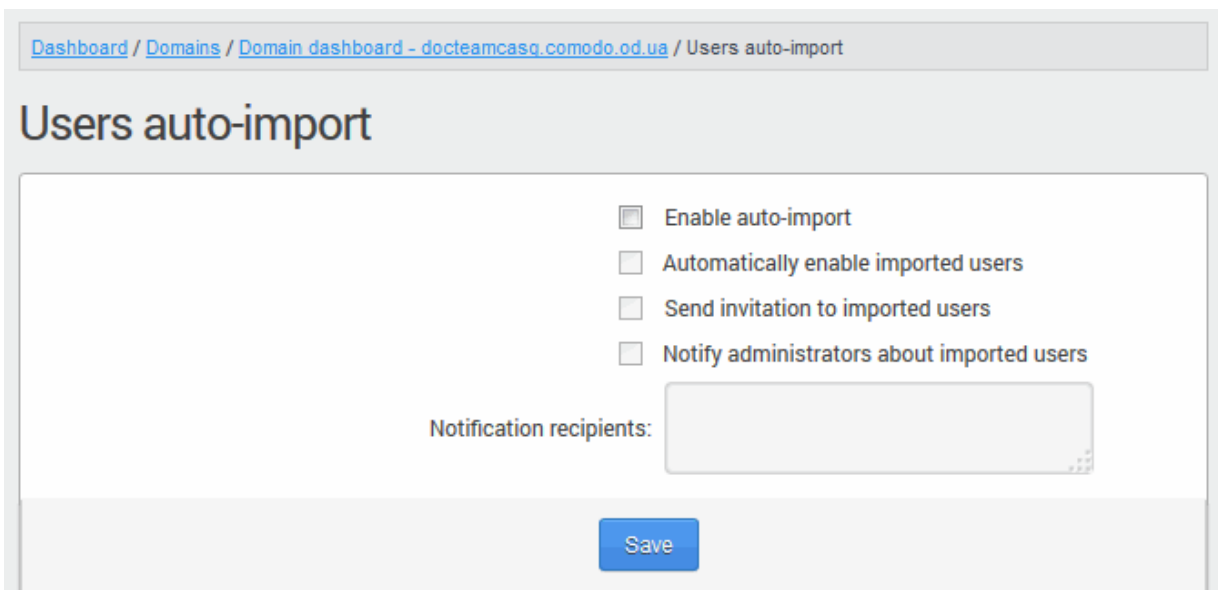 Dashboard / Domains / Domain dashboard - docteamcasg.comodo.od.ua / Users auto-import
Users auto-import
Enable auto-import
Automatically enable imported users
Send invitation to imported users
Notify administrators about imported users
Notification recipients:
Save